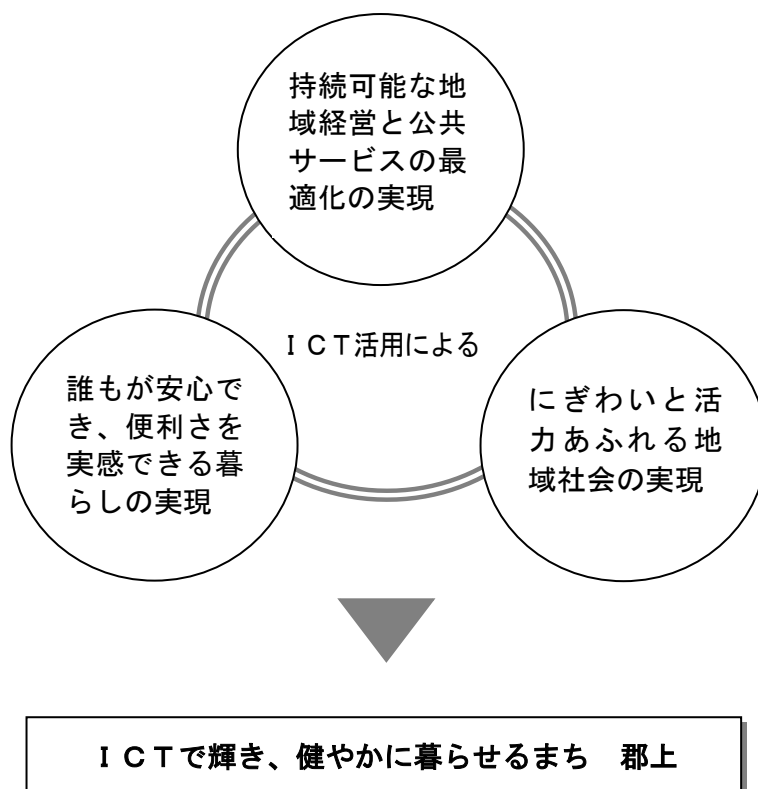 持続可能な地
域経営と公共
サービスの最
適化の実現
ＩＣＴ活用による
誰もが安心で
き、便利さを
実感できる暮
らしの実現
にぎわいと活
力あふれる地
域社会の実現
ＩＣＴで輝き、健やかに暮らせるまち　郡上